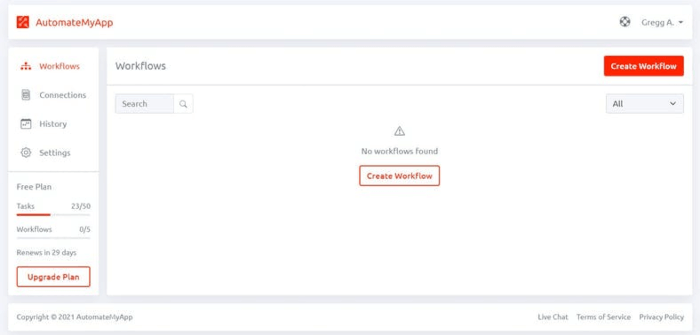 AutomateMyApp
Gregg A.
Workflows
Connections
History
Settings
Free Plan
Tasks 23/50
Workflows 0/5
Renews in 29 days
Upgrade Plan
Workflows
Create Workflow
Search
All
No workflows found
Create Workflow
Copyright © 2021 AutomateMyApp
Live Chat Terms of Service Privacy Policy